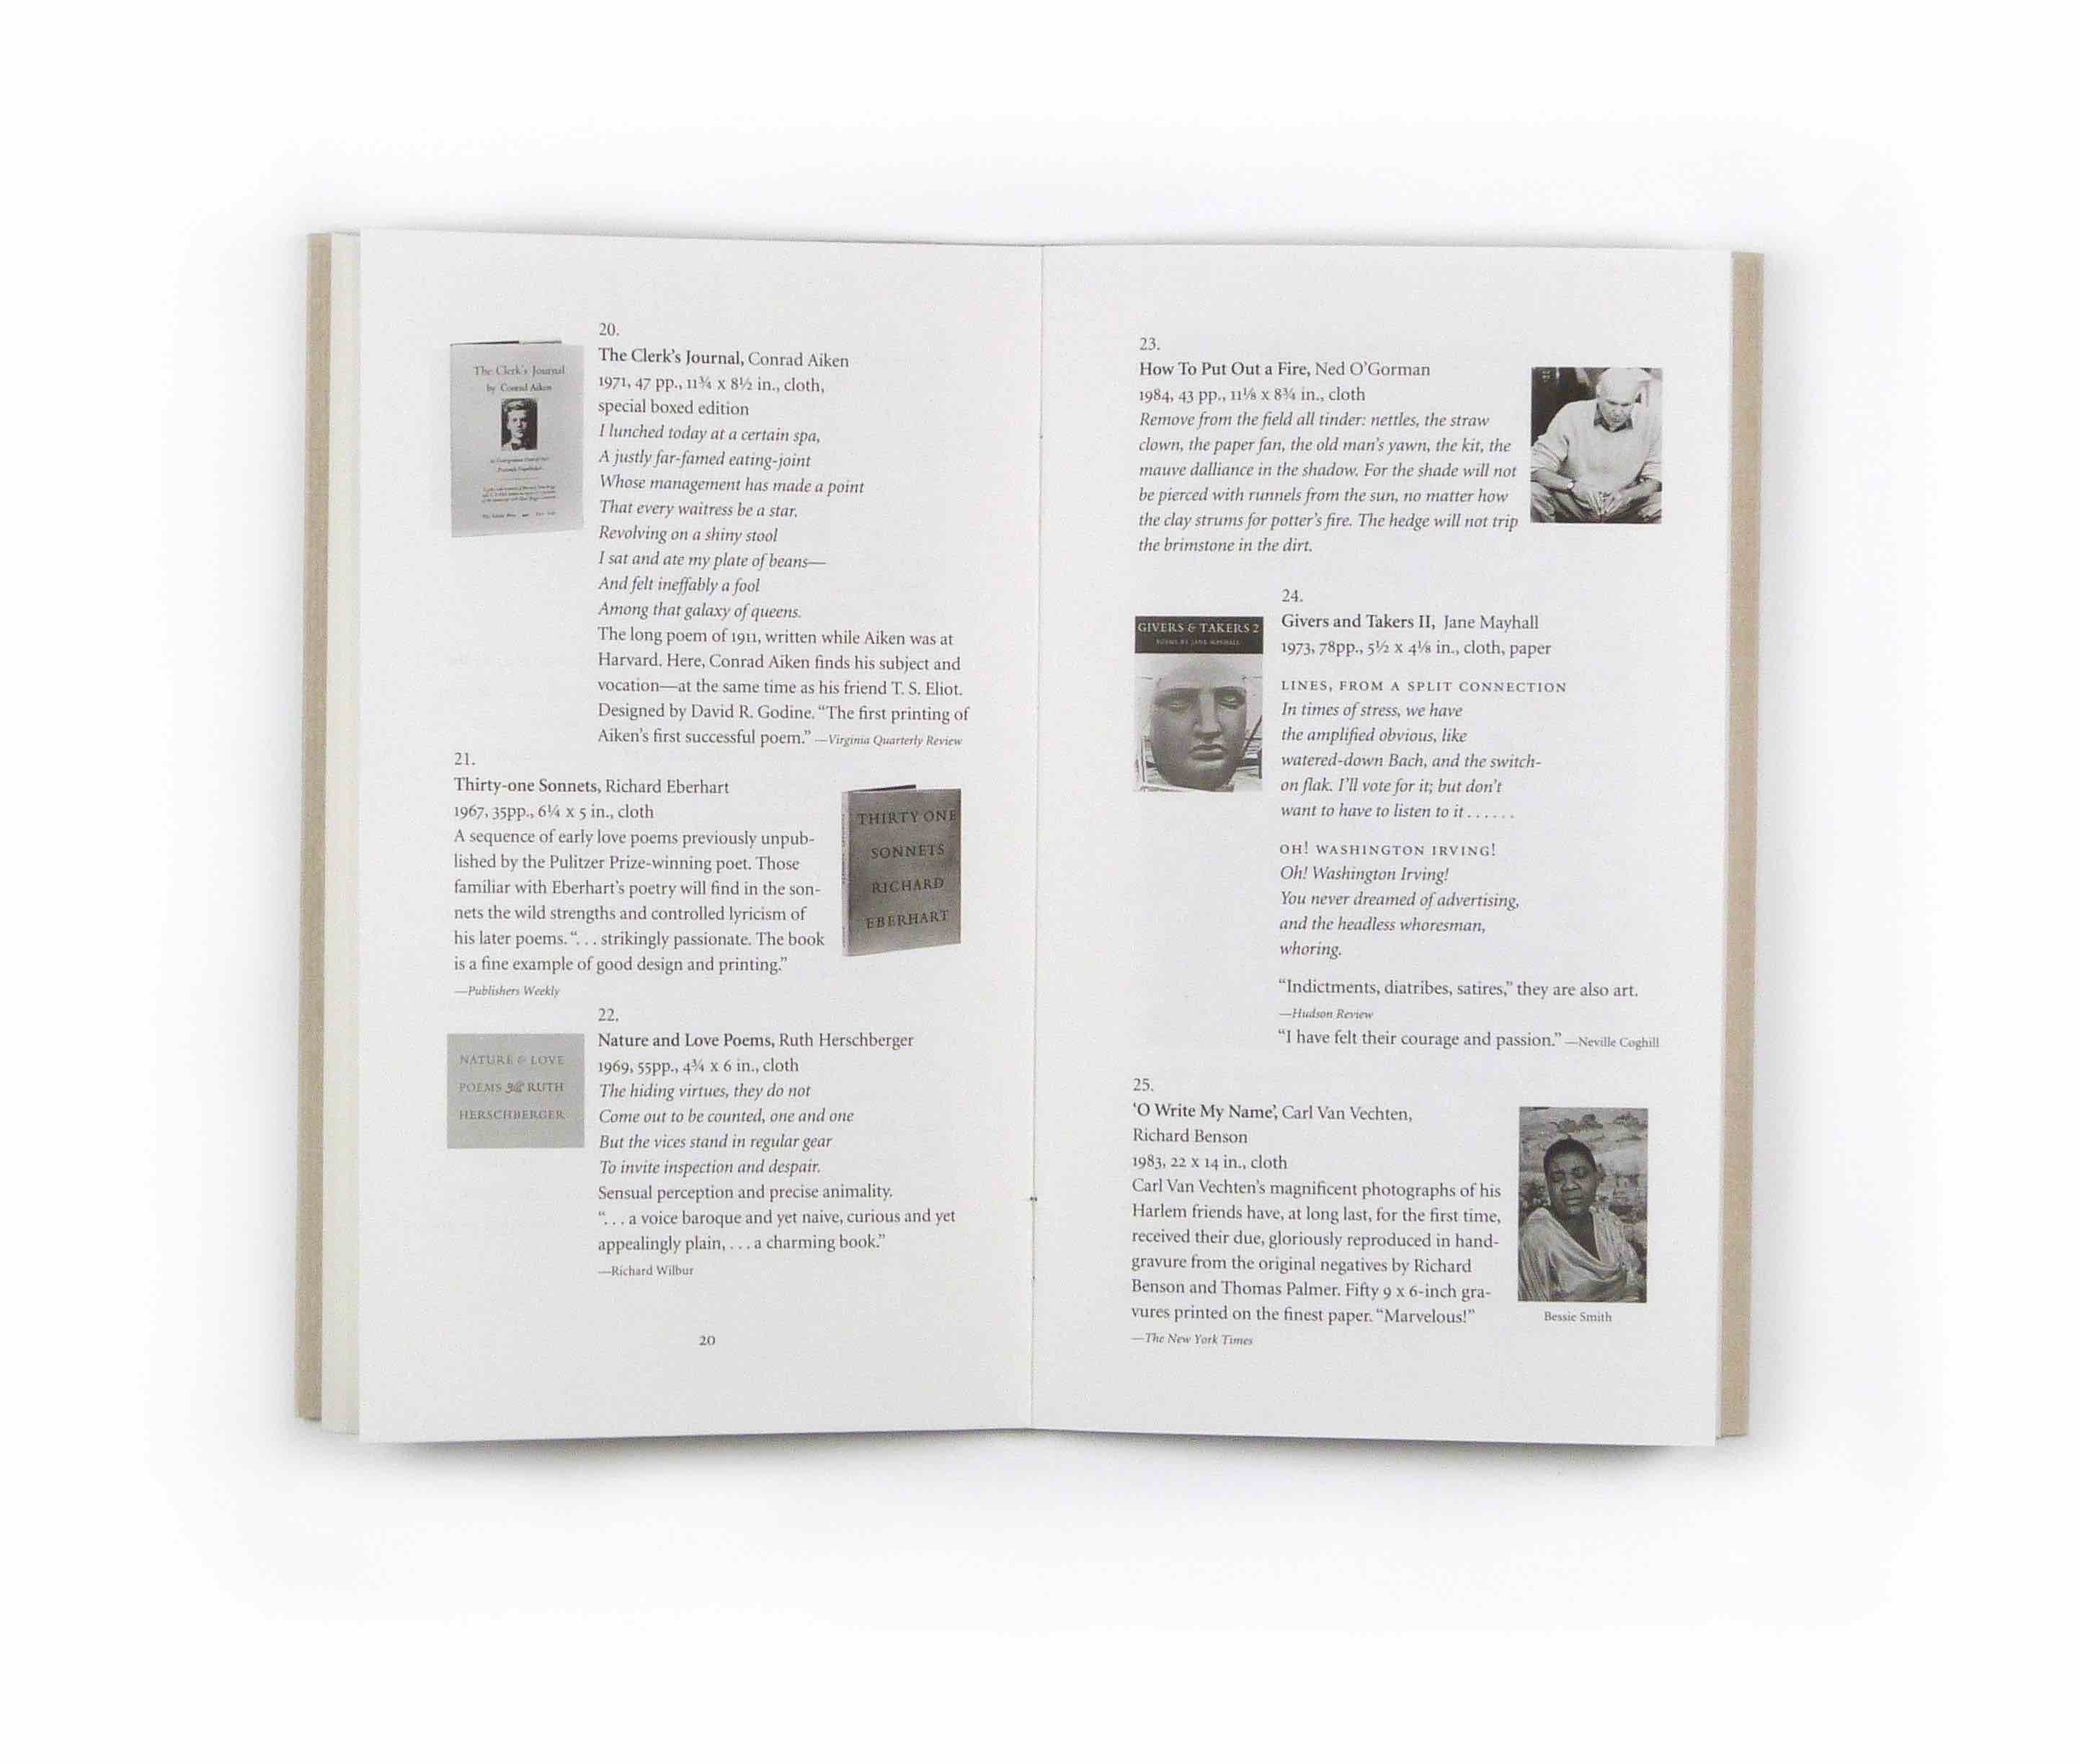 20.
The Clerk's Journal, Conrad Aiken
1971, 47 pp., 11¾ x 8½ in., cloth,
special boxed edition
I lunched today at a certain spa,
A justly far-famed eating-joint
Whose management has made a point
That every waitress be a star.
Revolving on a shiny stool
I sat and ate my plate of beans—
And felt ineffably a fool
Among that galaxy of queens.
The long poem of 1911, written while Aiken was at
Harvard. Here, Conrad Aiken finds his subject and
vocation—at the same time as his friend T. S. Eliot.
Designed by David R. Godine. “The first printing of
Aiken's first successful poem.” —Virginia Quarterly Review
The Clerk's Journal
by Conrad Aiken
21.
Thirty-one Sonnets, Richard Eberhart
1967, 35pp., 6¼ x 5 in., cloth
A sequence of early love poems previously unpub-
lished by the Pulitzer Prize-winning poet. Those
familiar with Eberhart's poetry will find in the son-
nets the wild strengths and controlled lyricism of
his later poems. “. . . strikingly passionate. The book
is a fine example of good design and printing.”
—Publishers Weekly
THIRTY ONE
SONNETS
RICHARD
EBERHART
22.
Nature and Love Poems, Ruth Herschberger
1969, 55pp., 4¾ x 6 in., cloth
The hiding virtues, they do not
Come out to be counted, one and one
But the vices stand in regular gear
To invite inspection and despair.
Sensual perception and precise animality.
“. . . a voice baroque and yet naive, curious and yet
appealingly plain, . . . a charming book.”
—Richard Wilbur
NATURE & LOVE
POEMS RUTH
HERSCHBERGER
20
23.
How To Put Out a Fire, Ned O'Gorman
1984, 43 pp., 11⅛ x 8¾ in., cloth
Remove from the field all tinder: nettles, the straw
clown, the paper fan, the old man's yawn, the kit, the
mauve dalliance in the shadow. For the shade will not
be pierced with runnels from the sun, no matter how
the clay strums for potter's fire. The hedge will not trip
the brimstone in the dirt.
24.
Givers and Takers II, Jane Mayhall
1973, 78pp., 5½ x 4⅛ in., cloth, paper
LINES, FROM A SPLIT CONNECTION
In times of stress, we have
the amplified obvious, like
watered-down Bach, and the switch-
on flak. I'll vote for it; but don't
want to have to listen to it . . . . . .
OH! WASHINGTON IRVING!
Oh! Washington Irving!
You never dreamed of advertising,
and the headless whoresman,
whoring.
“Indictments, diatribes, satires,” they are also art.
—Hudson Review
“I have felt their courage and passion.” —Neville Coghill
GIVERS & TAKERS 2
POEMS BY JANE MAYHALL
25.
‘O Write My Name’, Carl Van Vechten,
Richard Benson
1983, 22 x 14 in., cloth
Carl Van Vechten's magnificent photographs of his
Harlem friends have, at long last, for the first time,
received their due, gloriously reproduced in hand-
gravure from the original negatives by Richard
Benson and Thomas Palmer. Fifty 9 x 6-inch gra-
vures printed on the finest paper. “Marvelous!”
—The New York Times
Bessie Smith